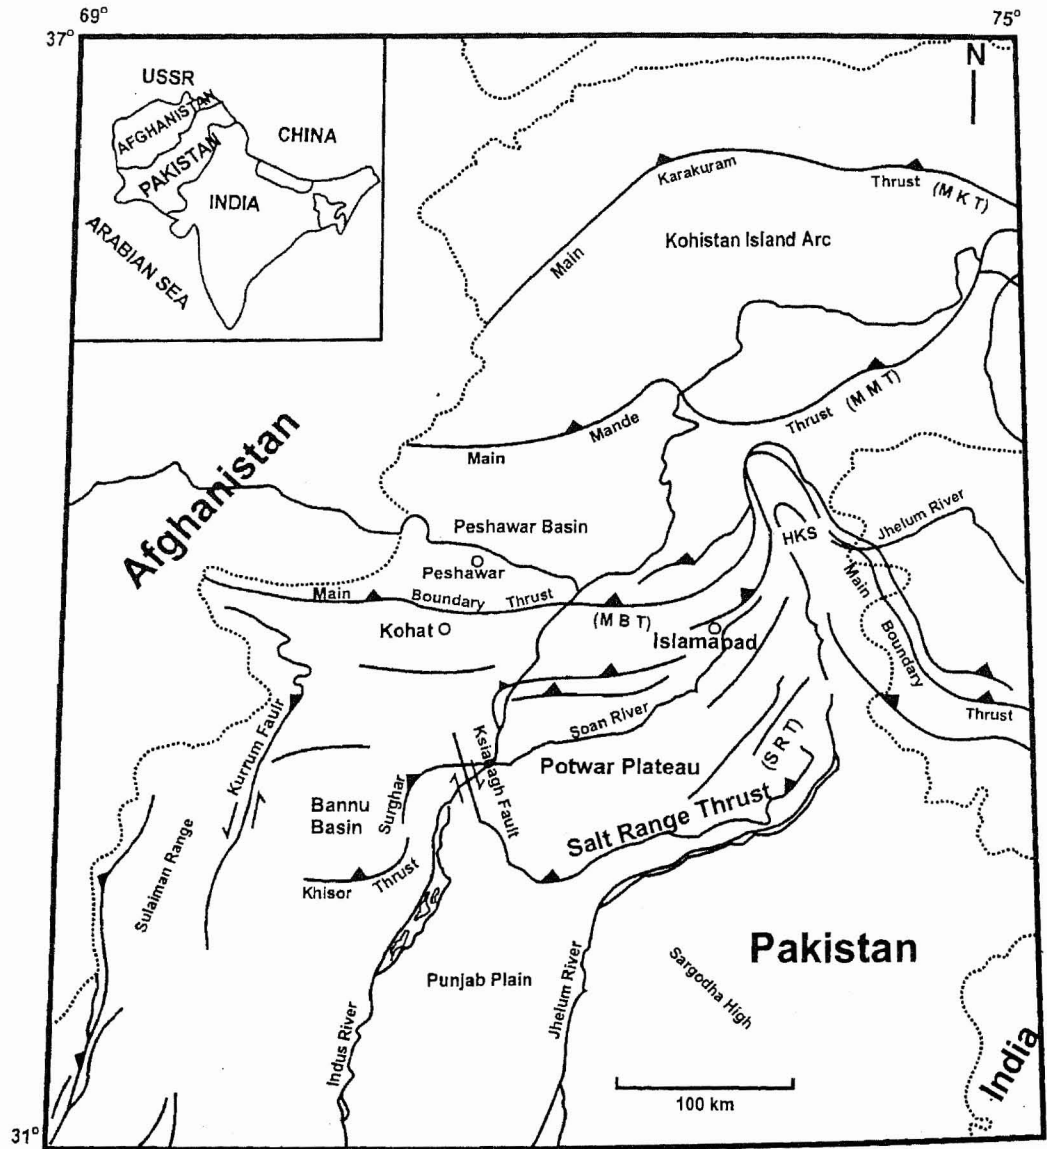 69°
75°
37°
N
USSR
AFGHANISTAN
CHINA
PAKISTAN
INDIA
ARABIAN SEA
Main Karakuram Thrust (M K T)
Kohistan Island Arc
Main Mande Thrust (M M T)
Afghanistan
Peshawar Basin
Peshawar
Jhelum River
HKS
Main Boundary Thrust
(M B T)
Main Boundary Thrust
Kohat
Islamapad
Kurrum Faulr
Soan River
Potwar Plateau
(S R T)
Salt Range Thrust
Bannu
Basin
Surghar
Khisor Thrust
Sulaiman Range
Fault
Punjab Plain
Pakistan
Sargodha High
Indus River
Jhelum River
India
100 km
31°